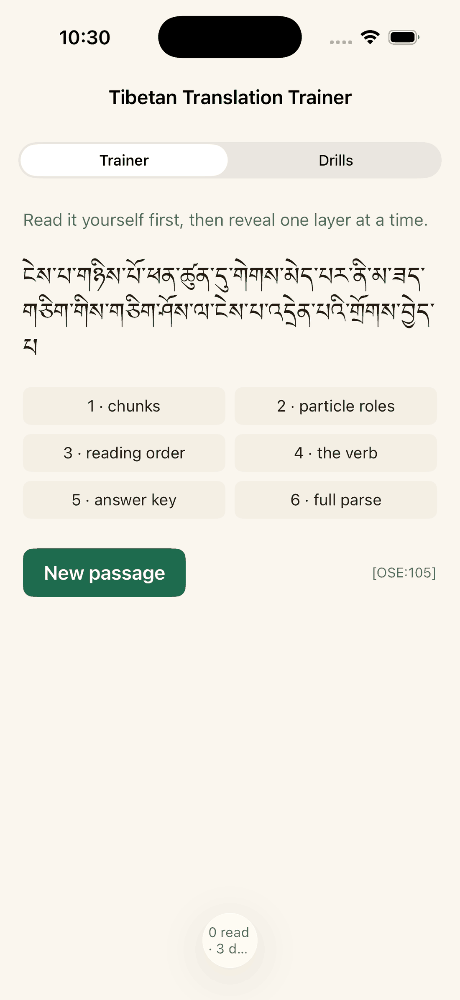 10:30
Tibetan Translation Trainer
Trainer
Drills
Read it yourself first, then reveal one layer at a time.
ངེས་པ་གཉིས་པོ་ཕན་ཚུན་དུ་གེགས་མེད་པར་ནི་མ་ཟད་
གཅིག་གིས་གཅིག་ཤོས་ལ་ངེས་པ་འདྲེན་པའི་གྲོགས་བྱེད་
པ
1 · chunks
2 · particle roles
3 · reading order
4 · the verb
5 · answer key
6 · full parse
New passage
[OSE:105]
0 read
· 3 d...